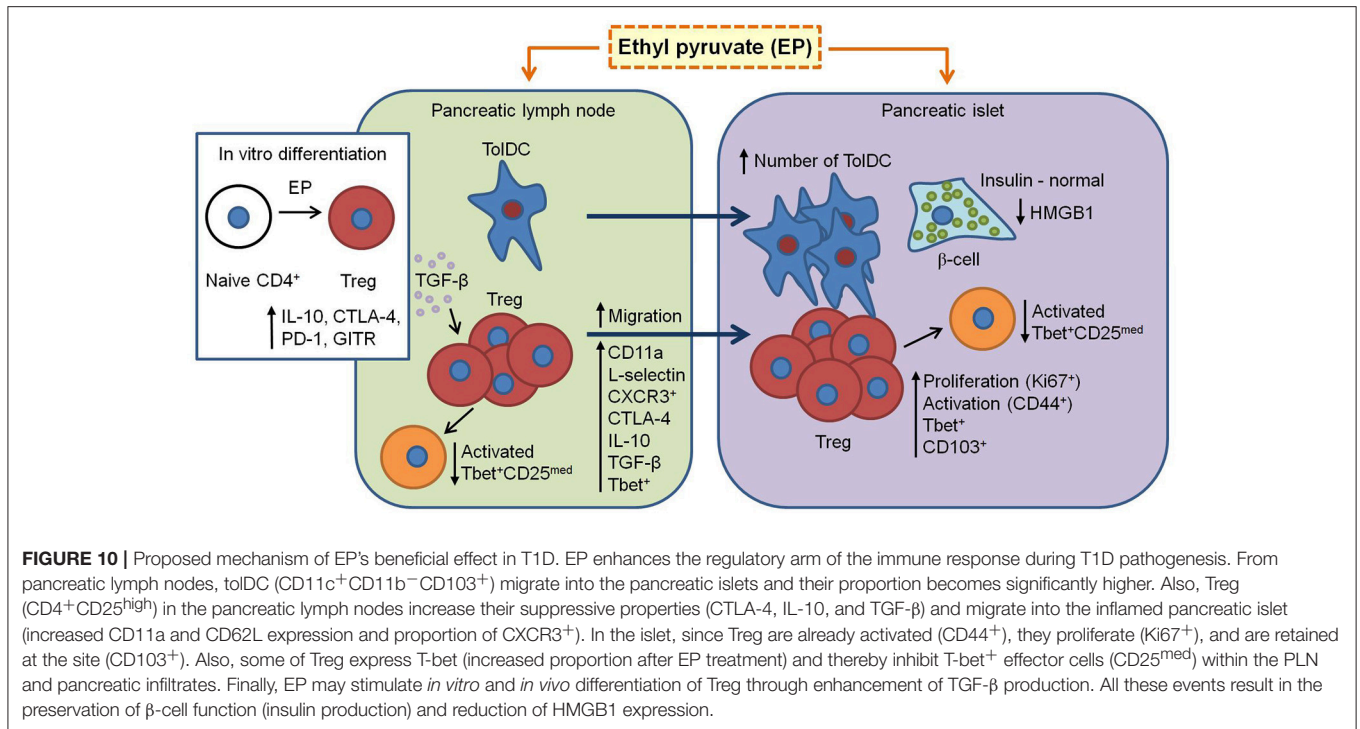 Ethyl pyruvate (EP)
Pancreatic lymph node
In vitro differentiation
EP
Naive CD4⁺
Treg
IL-10, CTLA-4,
PD-1, GITR
TolDC
TGF-β
Treg
Activated
Tbet⁺CD25ᵐᵉᵈ
Migration
CD11a
L-selectin
CXCR3⁺
CTLA-4
IL-10
TGF-β
Tbet⁺
Pancreatic islet
Number of TolDC
Insulin - normal
HMGB1
β-cell
Activated
Tbet⁺CD25ᵐᵉᵈ
Treg
Proliferation (Ki67⁺)
Activation (CD44⁺)
Tbet⁺
CD103⁺
FIGURE 10 | Proposed mechanism of EP's beneficial effect in T1D. EP enhances the regulatory arm of the immune response during T1D pathogenesis. From
pancreatic lymph nodes, tolDC (CD11c⁺CD11b⁻CD103⁺) migrate into the pancreatic islets and their proportion becomes significantly higher. Also, Treg
(CD4⁺CD25ʰⁱᵍʰ) in the pancreatic lymph nodes increase their suppressive properties (CTLA-4, IL-10, and TGF-β) and migrate into the inflamed pancreatic islet
(increased CD11a and CD62L expression and proportion of CXCR3⁺). In the islet, since Treg are already activated (CD44⁺), they proliferate (Ki67⁺), and are retained
at the site (CD103⁺). Also, some of Treg express T-bet (increased proportion after EP treatment) and thereby inhibit T-bet⁺ effector cells (CD25ᵐᵉᵈ) within the PLN
and pancreatic infiltrates. Finally, EP may stimulate in vitro and in vivo differentiation of Treg through enhancement of TGF-β production. All these events result in the
preservation of β-cell function (insulin production) and reduction of HMGB1 expression.